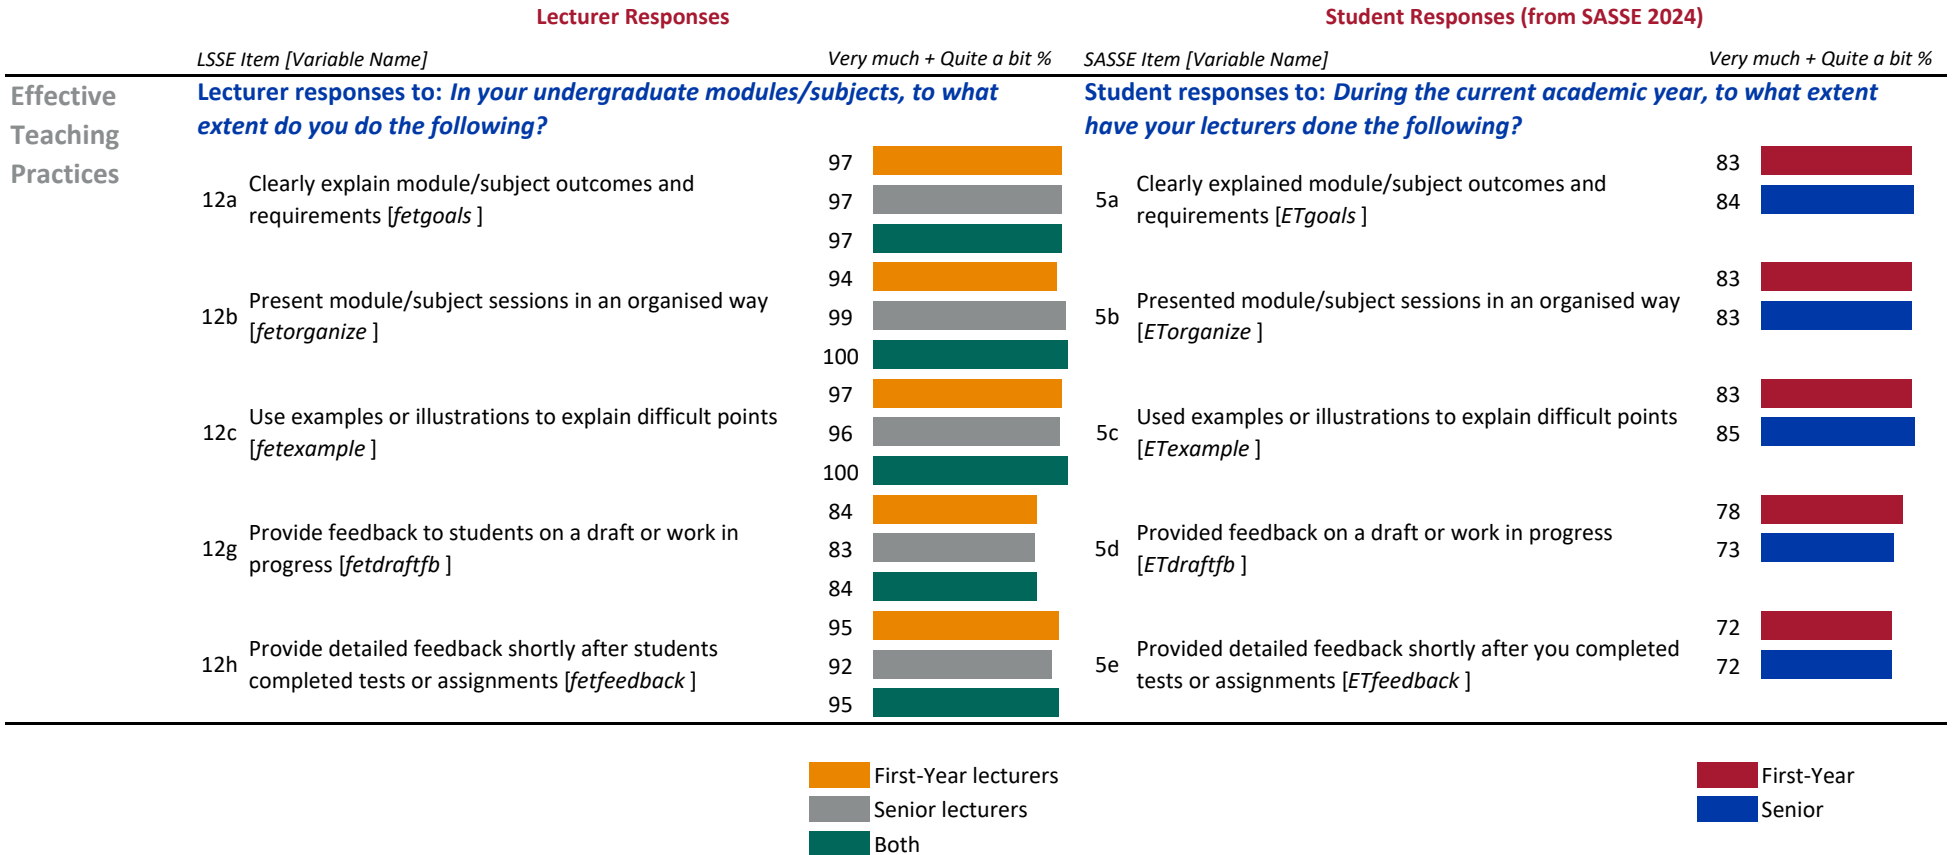 Lecturer Responses
Student Responses (from SASSE 2024)
LSSE Item [Variable Name]
Very much + Quite a bit %
SASSE Item [Variable Name]
Very much + Quite a bit %
Effective
Teaching
Practices
Lecturer responses to: In your undergraduate modules/subjects, to what
extent do you do the following?
Student responses to: During the current academic year, to what extent
have your lecturers done the following?
12a
Clearly explain module/subject outcomes and
requirements [fetgoals ]
97
97
97
5a
Clearly explained module/subject outcomes and
requirements [ETgoals ]
83
84
12b
Present module/subject sessions in an organised way
[fetorganize ]
94
99
100
5b
Presented module/subject sessions in an organised way
[ETorganize ]
83
83
12c
Use examples or illustrations to explain difficult points
[fetexample ]
97
96
100
5c
Used examples or illustrations to explain difficult points
[ETexample ]
83
85
12g
Provide feedback to students on a draft or work in
progress [fetdraftfb ]
84
83
84
5d
Provided feedback on a draft or work in progress
[ETdraftfb ]
78
73
12h
Provide detailed feedback shortly after students
completed tests or assignments [fetfeedback ]
95
92
95
5e
Provided detailed feedback shortly after you completed
tests or assignments [ETfeedback ]
72
72
First-Year lecturers
Senior lecturers
Both
First-Year
Senior